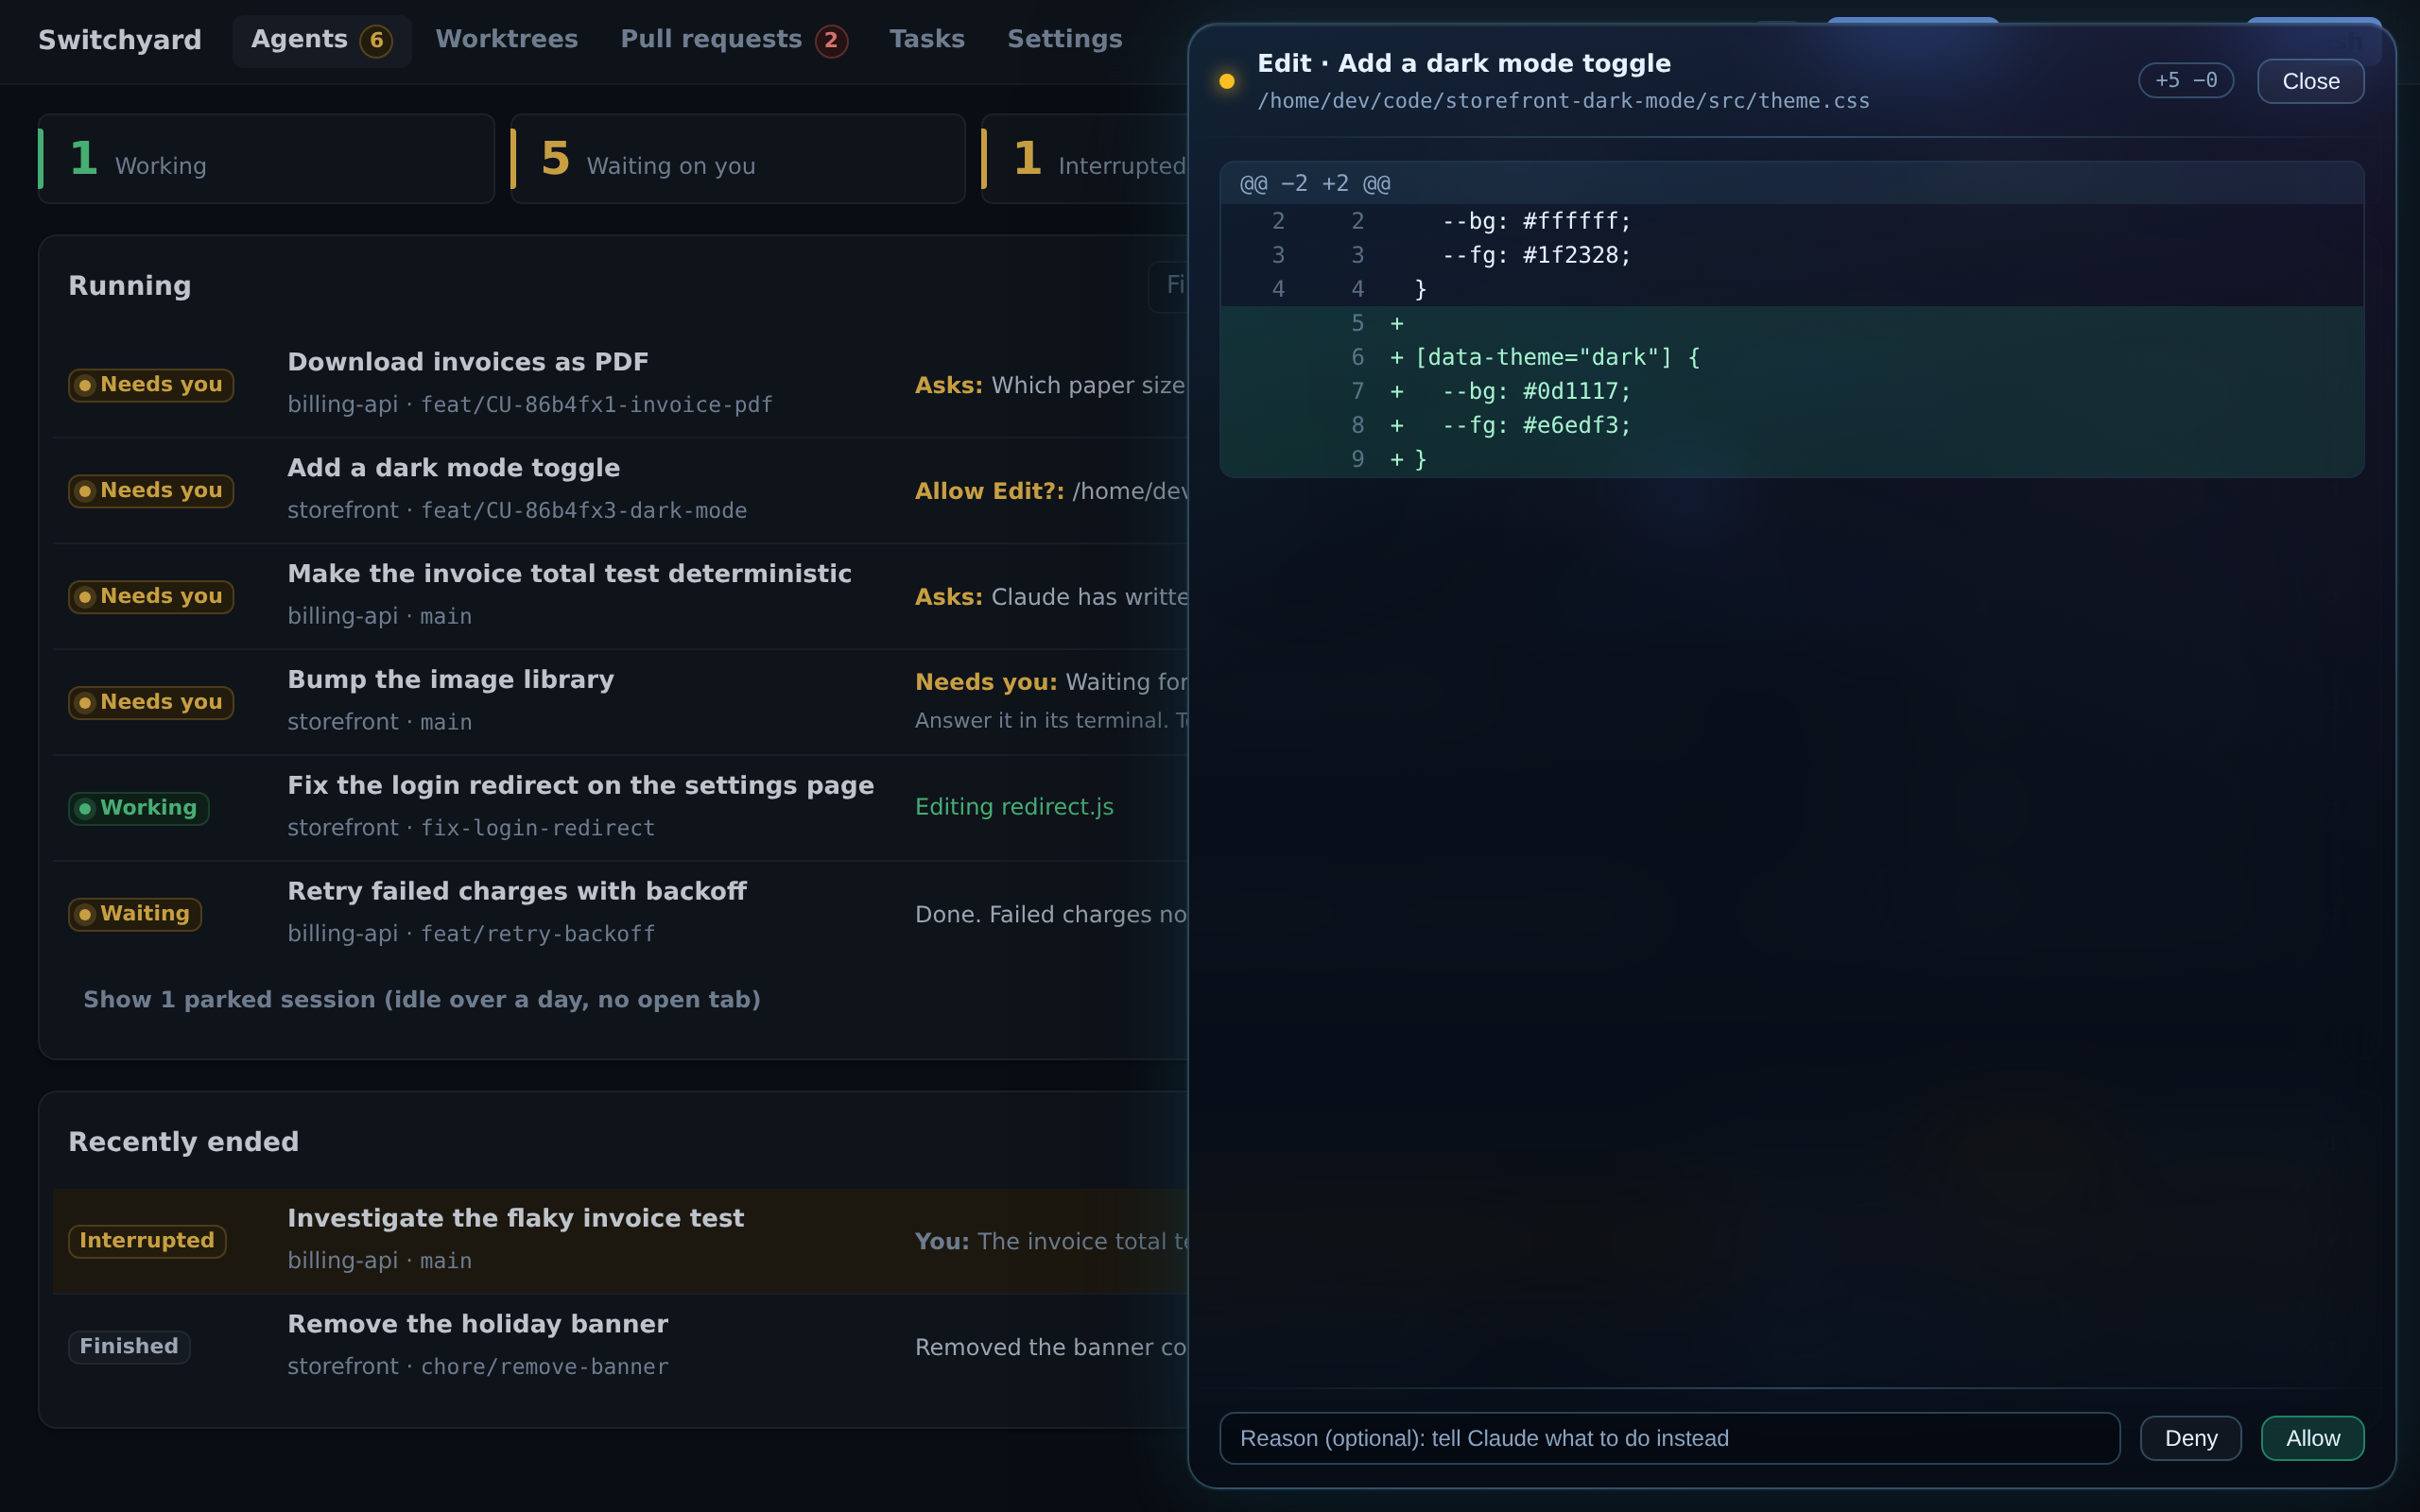 Switchyard Agents 6 Worktrees Pull requests 2 Tasks Settings
1 Working
5 Waiting on you
1 Interrupted
Running
Needs you
Download invoices as PDF
billing-api · feat/CU-86b4fx1-invoice-pdf
Asks: Which paper size
Needs you
Add a dark mode toggle
storefront · feat/CU-86b4fx3-dark-mode
Allow Edit?: /home/dev
Needs you
Make the invoice total test deterministic
billing-api · main
Asks: Claude has writte
Needs you
Bump the image library
storefront · main
Needs you: Waiting for
Answer it in its terminal.
Working
Fix the login redirect on the settings page
storefront · fix-login-redirect
Editing redirect.js
Waiting
Retry failed charges with backoff
billing-api · feat/retry-backoff
Done. Failed charges no
Show 1 parked session (idle over a day, no open tab)
Recently ended
Interrupted
Investigate the flaky invoice test
billing-api · main
You: The invoice total te
Finished
Remove the holiday banner
storefront · chore/remove-banner
Removed the banner co
Edit · Add a dark mode toggle
/home/dev/code/storefront-dark-mode/src/theme.css
+5 −0
Close
@@ −2 +2 @@
2 2 --bg: #ffffff;
3 3 --fg: #1f2328;
4 4 }
5 +
6 + [data-theme="dark"] {
7 + --bg: #0d1117;
8 + --fg: #e6edf3;
9 + }
Reason (optional): tell Claude what to do instead
Deny
Allow